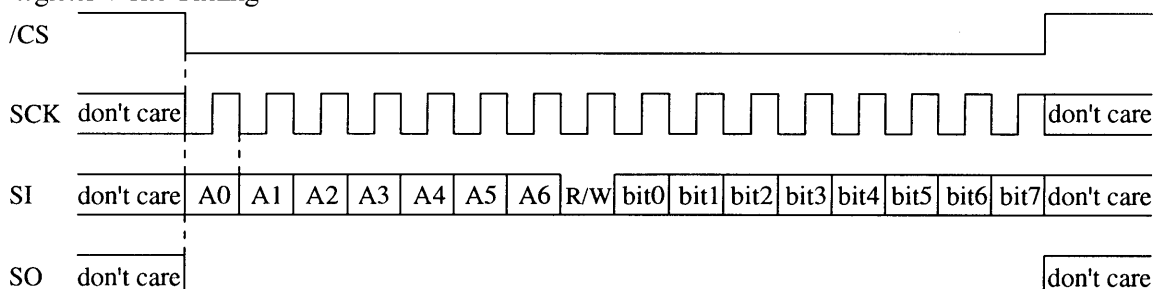 /CS
SCK don't care don't care
SI don't care A0 A1 A2 A3 A4 A5 A6 R/W bit0 bit1 bit2 bit3 bit4 bit5 bit6 bit7 don't care
SO don't care don't care